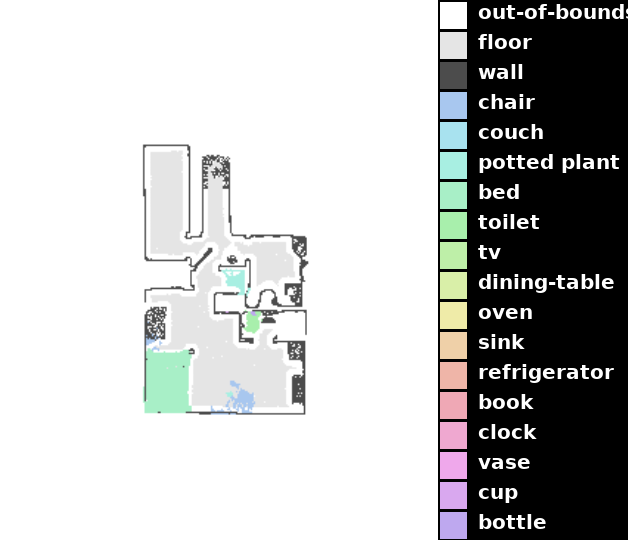 out-of-bounds
floor
wall
chair
couch
potted plant
bed
toilet
tv
dining-table
oven
sink
refrigerator
book
clock
vase
cup
bottle